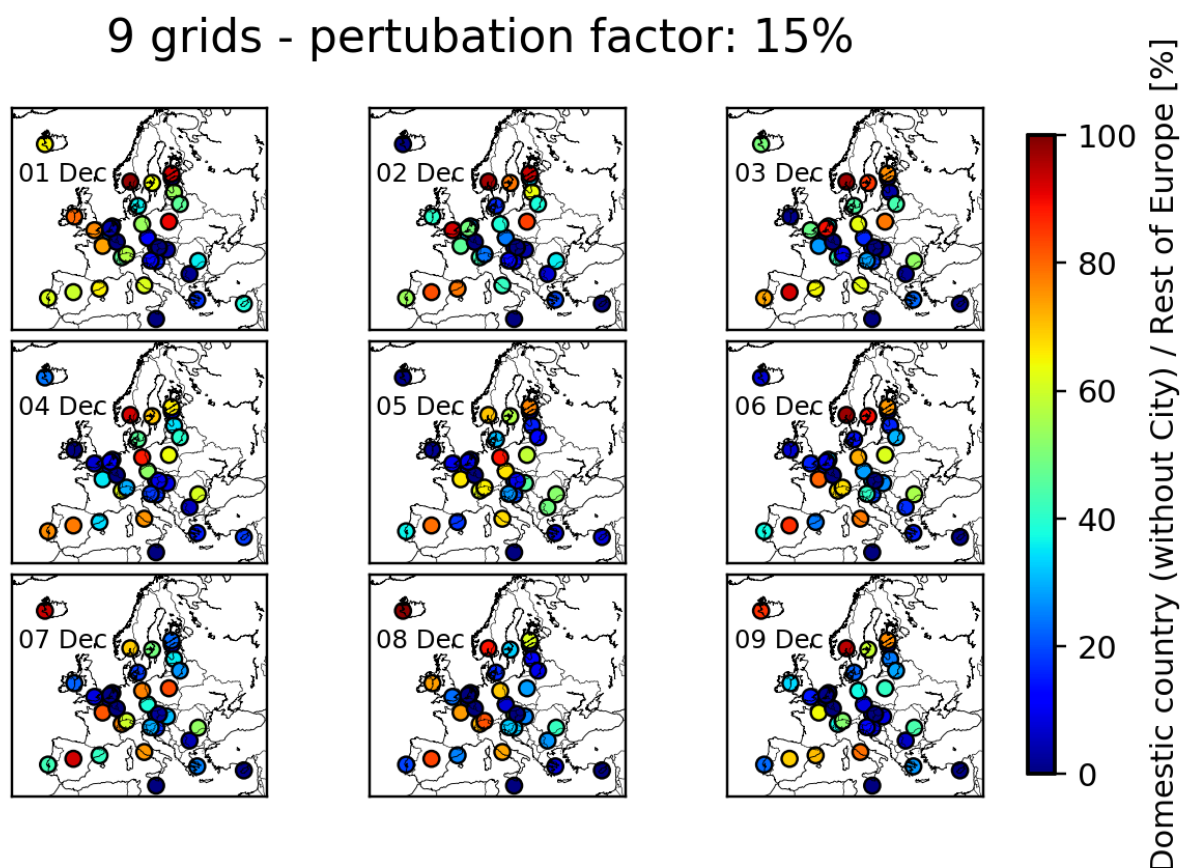 9 grids - pertubation factor: 15%
01 Dec
02 Dec
03 Dec
04 Dec
05 Dec
06 Dec
07 Dec
08 Dec
09 Dec
100
80
60
40
20
0
Domestic country (without City) / Rest of Europe [%]